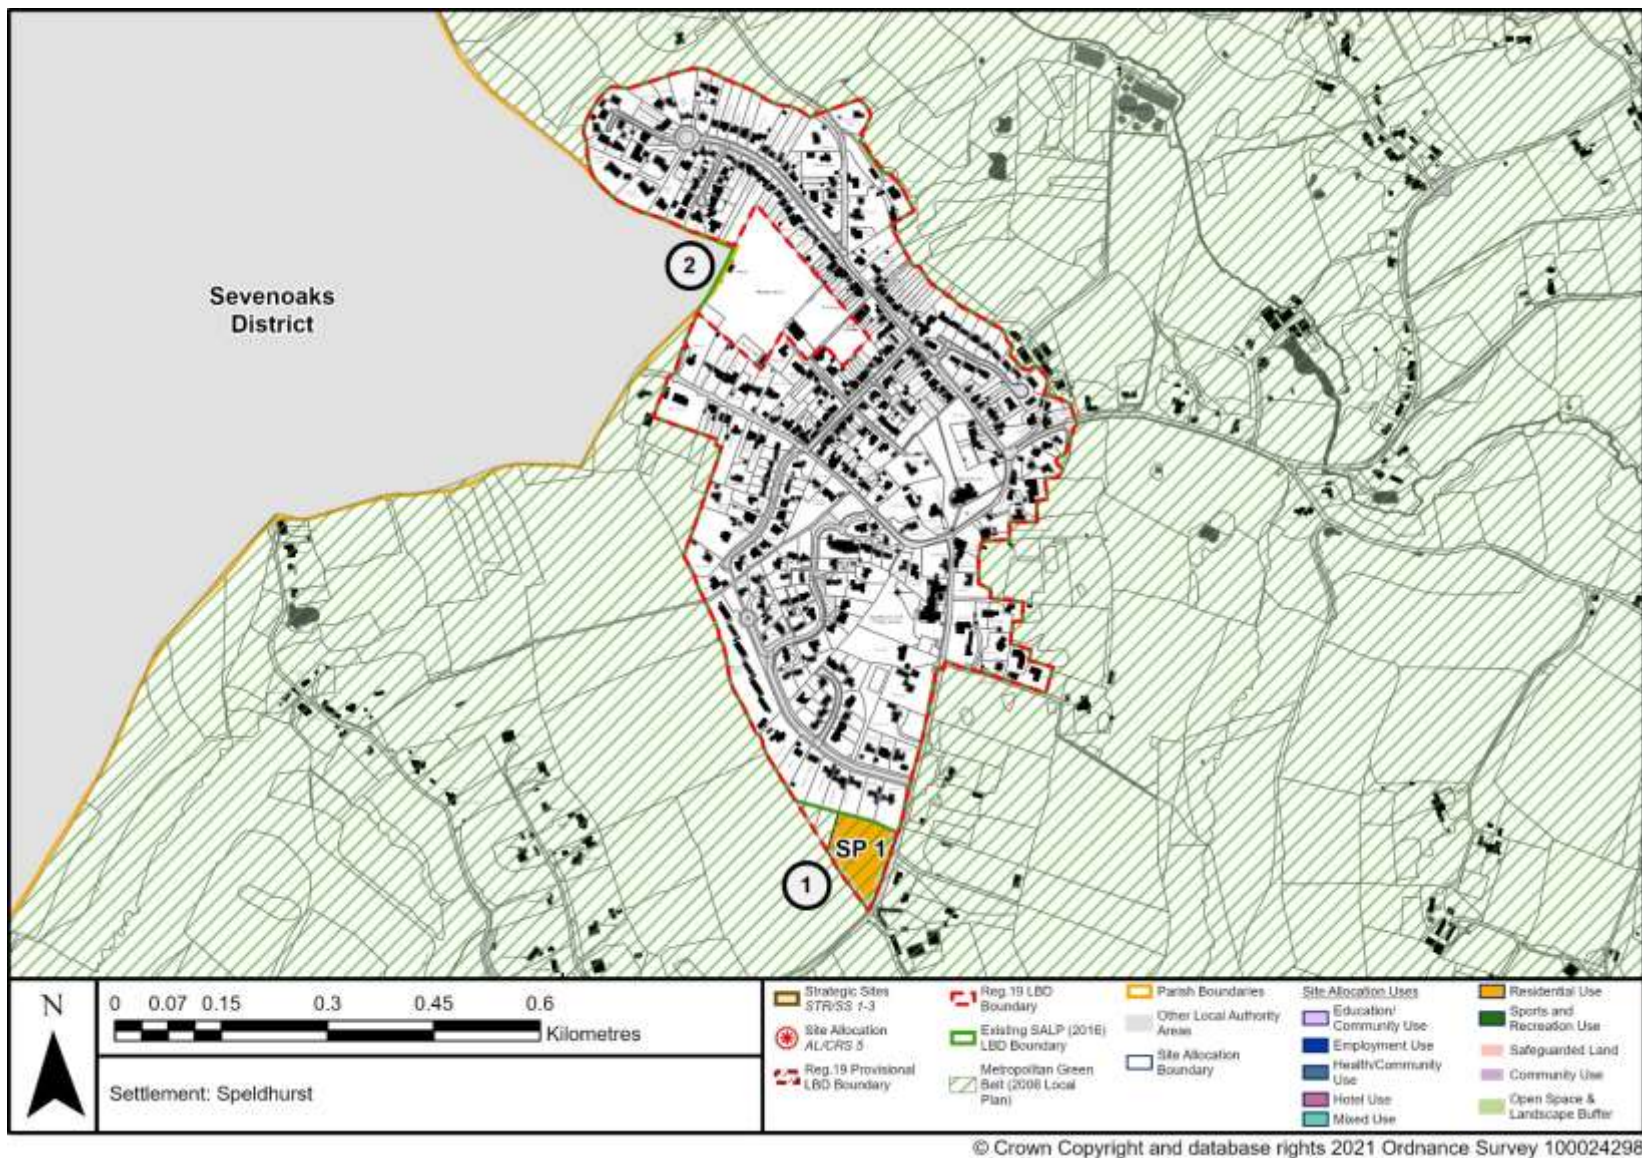 2
Sevenoaks
District
SP 1
1
N
0 0.07 0.15 0.3 0.45 0.6
Kilometres
Settlement: Speldhurst
Strategic Sites
STR/SS 1-3
Site Allocation
AL/CRS 5
Reg.19 Provisional
LBD Boundary
Reg.19 LBD
Boundary
Existing SALP (2016)
LBD Boundary
Metropolitan Green
Belt (2006 Local
Plan)
Parish Boundaries
Other Local Authority
Areas
Site Allocation
Boundary
Site Allocation Uses
Education/
Community Use
Employment Use
Health/Community
Use
Hotel Use
Mixed Use
Residential Use
Sports and
Recreation Use
Safeguarded Land
Community Use
Open Space &
Landscape Buffer
© Crown Copyright and database rights 2021 Ordnance Survey 100024298